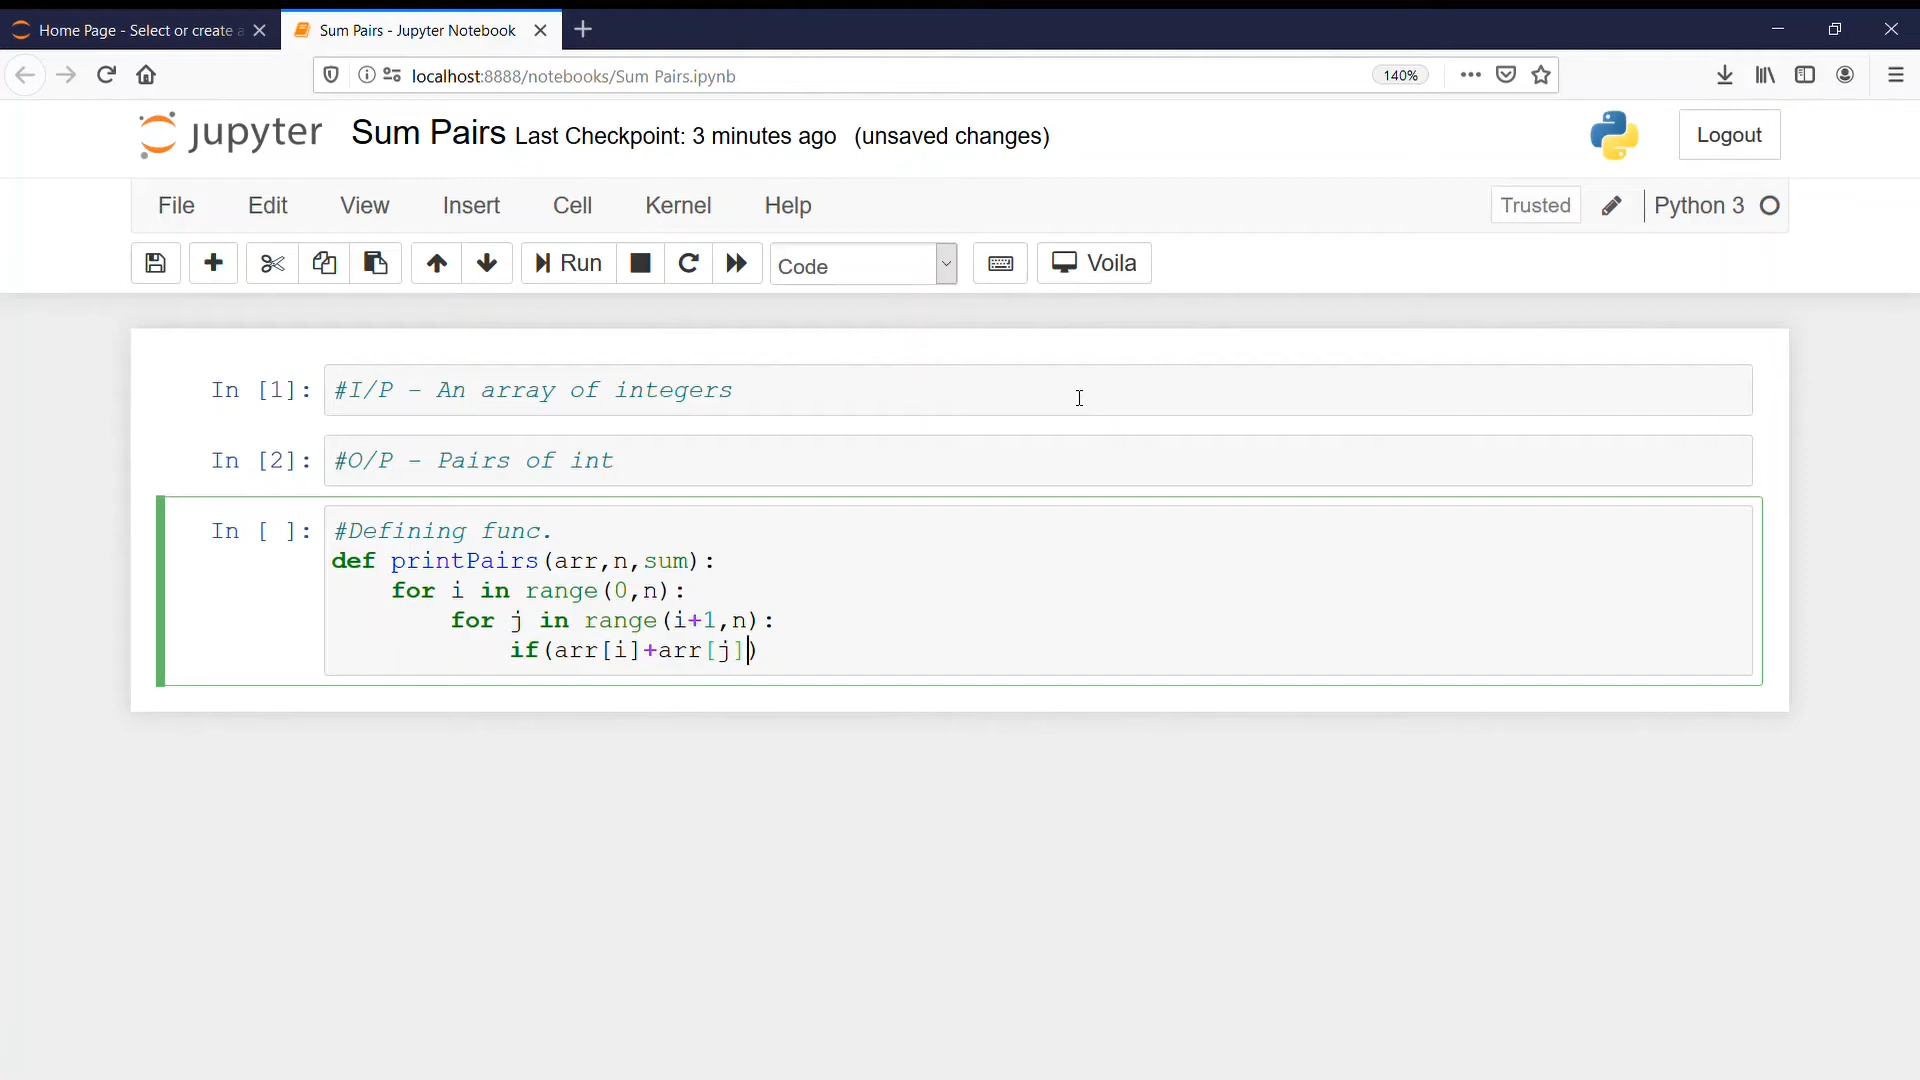 Home Page - Select or create a
Sum Pairs - Jupyter Notebook
localhost:8888/notebooks/Sum Pairs.ipynb
140%
jupyter Sum Pairs Last Checkpoint: 3 minutes ago (unsaved changes)
Logout
File Edit View Insert Cell Kernel Help
Trusted
Python 3
Run
Code
Voila
In [1]: #I/P - An array of integers
In [2]: #O/P - Pairs of int
In [ ]: #Defining func.
def printPairs(arr,n,sum):
    for i in range(0,n):
        for j in range(i+1,n):
            if(arr[i]+arr[j])